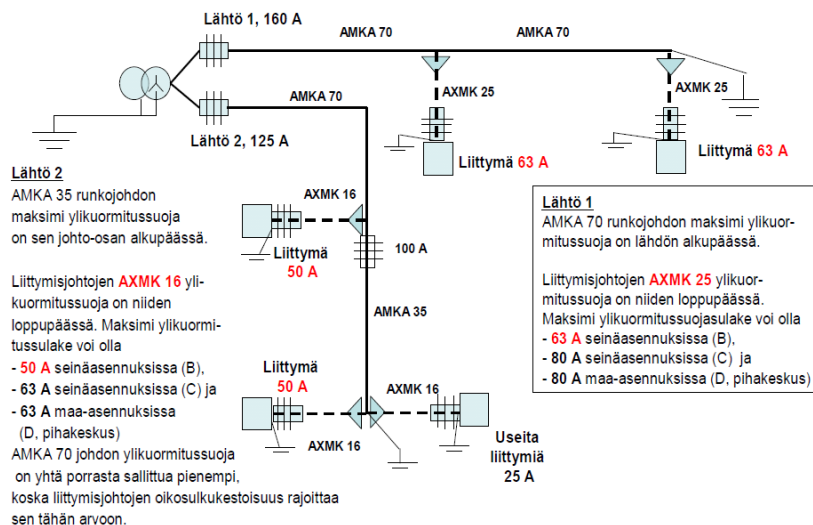 Lähtö 1, 160 A
AMKA 70
AMKA 70
AXMK 25
AXMK 25
AMKA 70
Lähtö 2, 125 A
Liittymä 63 A
Liittymä 63 A
Lähtö 2
AMKA 35 runkojohdon
maksimi ylikuormitussuoja
on sen johto-osan alkupäässä.
Liittymisjohtojen AXMK 16 yli-
kuormitussuoja on niiden
loppupäässä. Maksimi ylikuormi-
tussulake voi olla
- 50 A seinäasennuksissa (B),
- 63 A seinäasennuksissa (C) ja
- 63 A maa-asennuksissa
(D, pihakeskus)
AMKA 70 johdon ylikuormitussuoja
on yhtä porrasta sallittua pienempi,
koska liittymisjohtojen oikosulkukestoisuus rajoittaa
sen tähän arvoon.
AXMK 16
Liittymä
50 A
100 A
AMKA 35
Liittymä
50 A
AXMK 16
AXMK 16
Useita
liittymiä
25 A
Lähtö 1
AMKA 70 runkojohdon maksimi ylikuor-
mitussuoja on lähdön alkupäässä.
Liittymisjohtojen AXMK 25 ylikuor-
mitussuoja on niiden loppupäässä.
Maksimi ylikuormitussuojasulake voi olla
- 63 A seinäasennuksissa (B),
- 80 A seinäasennuksissa (C) ja
- 80 A maa-asennuksissa (D, pihakeskus)